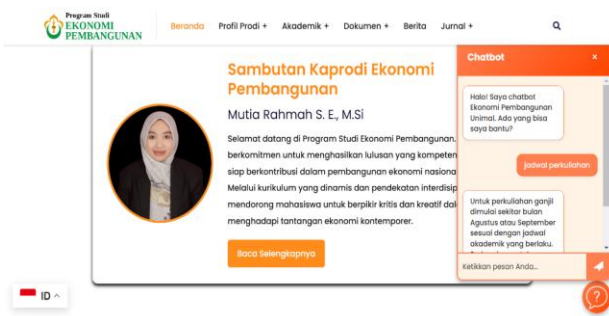 Program Studi
EKONOMI
PEMBANGUNAN
Beranda Profil Prodi + Akademik + Dokumen + Berita Jurnal +
Sambutan Kaprodi Ekonomi
Pembangunan
Mutia Rahmah S. E., M.Si
Selamat datang di Program Studi Ekonomi Pembangunan.
berkomitmen untuk menghasilkan lulusan yang kompeten
siap berkontribusi dalam pembangunan ekonomi nasiona
Melalui kurikulum yang dinamis dan pendekatan interdisip
mendorong mahasiswa untuk berpikir kritis dan kreatif dal
menghadapi tantangan ekonomi kontemporer.
Baca Selengkapnya
Chatbot x
Halo! Saya chatbot
Ekonomi Pembangunan
Unimal. Ada yang bisa
saya bantu?
jadwal perkuliahan
Untuk perkuliahan ganjil
dimulai sekitar bulan
Agustus atau September
sesuai dengan jadwal
akademik yang berlaku.
Ketikkan pesan Anda...
ID
?